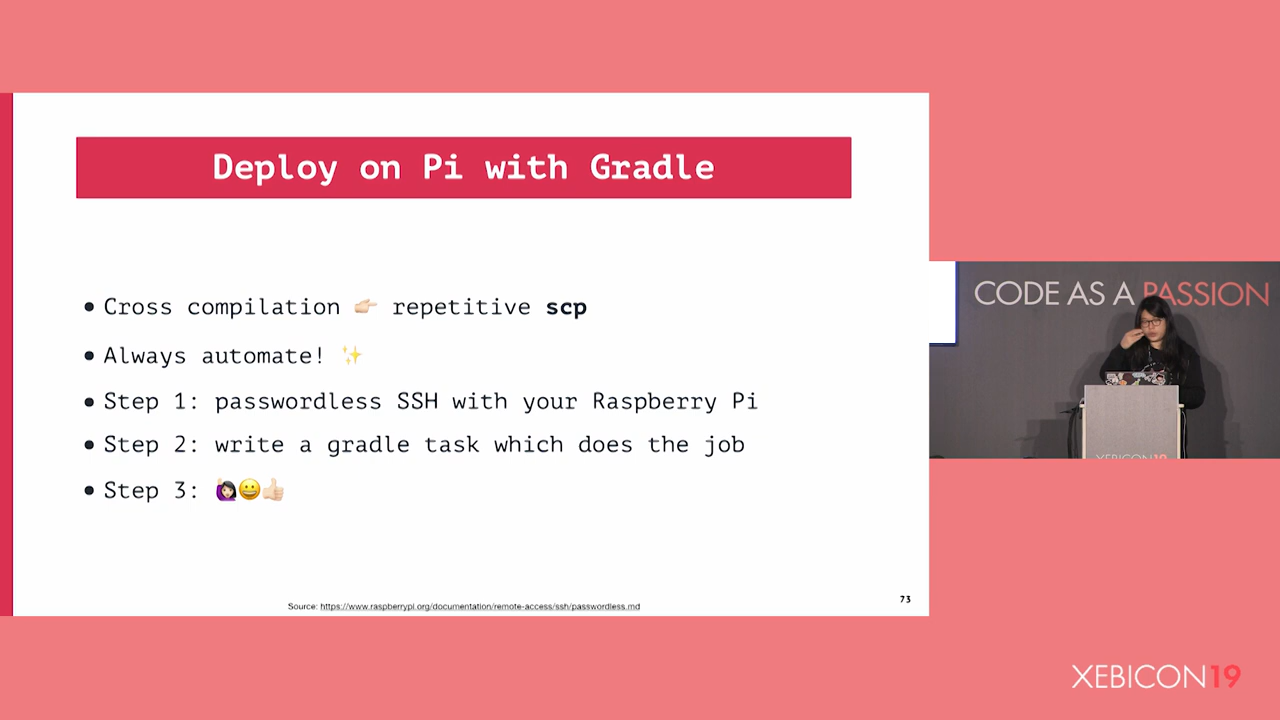 Deploy on Pi with Gradle
• Cross compilation 👉🏻 repetitive scp
• Always automate! ✨
• Step 1: passwordless SSH with your Raspberry Pi
• Step 2: write a gradle task which does the job
• Step 3: 🙋🏻‍♀️😀👍🏻
Source: https://www.raspberrypi.org/documentation/remote-access/ssh/passwordless.md
73
CODE AS A PASSION
XEBICON19
XEBICON19